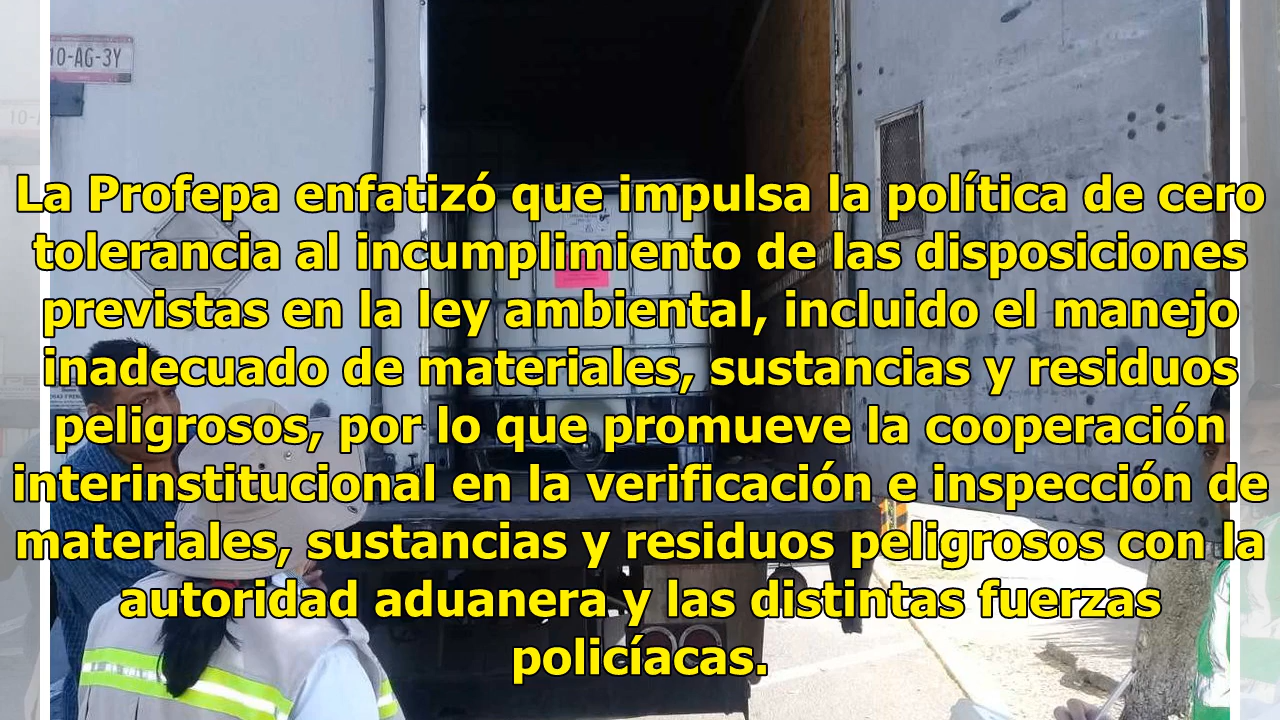 10-AG-3Y
La Profepa enfatizó que impulsa la política de cero
tolerancia al incumplimiento de las disposiciones
previstas en la ley ambiental, incluido el manejo
inadecuado de materiales, sustancias y residuos
peligrosos, por lo que promueve la cooperación
interinstitucional en la verificación e inspección de
materiales, sustancias y residuos peligrosos con la
autoridad aduanera y las distintas fuerzas
policíacas.